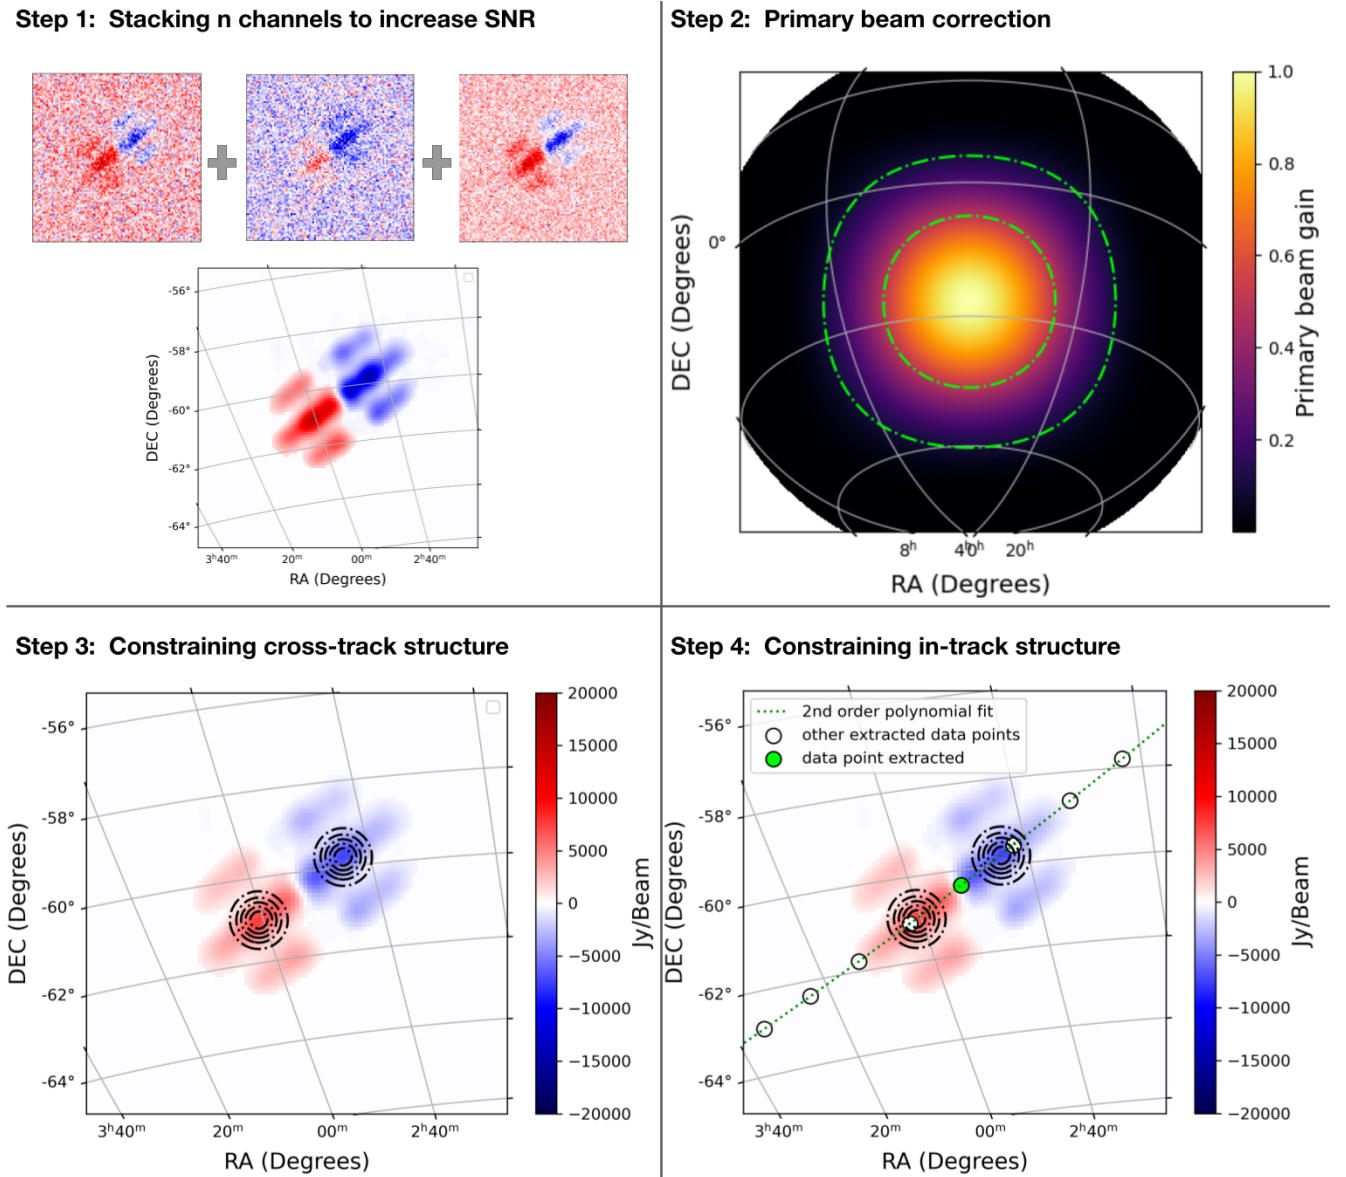 Step 1: Stacking n channels to increase SNR
-56°
-58°
-60°
-62°
-64°
DEC (Degrees)
3ʰ40ᵐ 20ᵐ 00ᵐ 2ʰ40ᵐ
RA (Degrees)
Step 2: Primary beam correction
0°
DEC (Degrees)
8ʰ 20ʰ
RA (Degrees)
1.0
0.8
0.6
0.4
0.2
Primary beam gain
Step 3: Constraining cross-track structure
-56°
-58°
-60°
-62°
-64°
DEC (Degrees)
3ʰ40ᵐ 20ᵐ 00ᵐ 2ʰ40ᵐ
RA (Degrees)
20000
15000
10000
5000
0
−5000
−10000
−15000
−20000
Jy/Beam
Step 4: Constraining in-track structure
2nd order polynomial fit
other extracted data points
data point extracted
-56°
-58°
-60°
-62°
-64°
DEC (Degrees)
3ʰ40ᵐ 20ᵐ 00ᵐ 2ʰ40ᵐ
RA (Degrees)
20000
15000
10000
5000
0
−5000
−10000
−15000
−20000
Jy/Beam